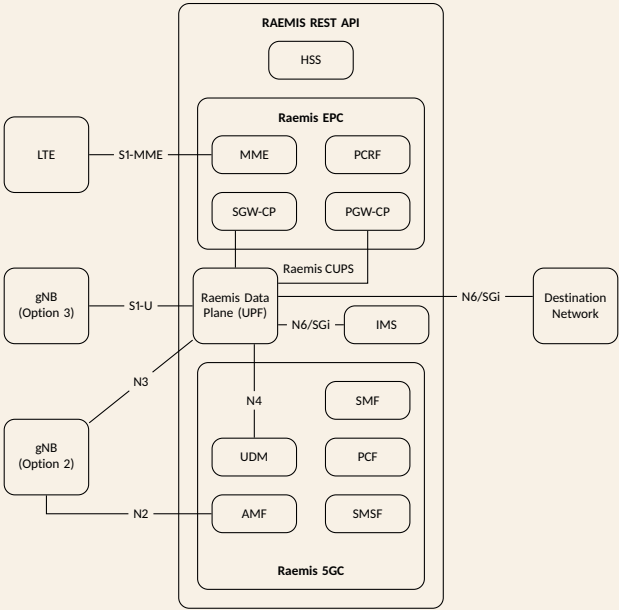 RAEMIS REST API
HSS
Raemis EPC
LTE
S1-MME
MME
PCRF
SGW-CP
PGW-CP
Raemis CUPS
gNB
(Option 3)
S1-U
Raemis Data
Plane (UPF)
N6/SGi
Destination
Network
N6/SGi
IMS
N3
N4
SMF
gNB
(Option 2)
UDM
PCF
N2
AMF
SMSF
Raemis 5GC